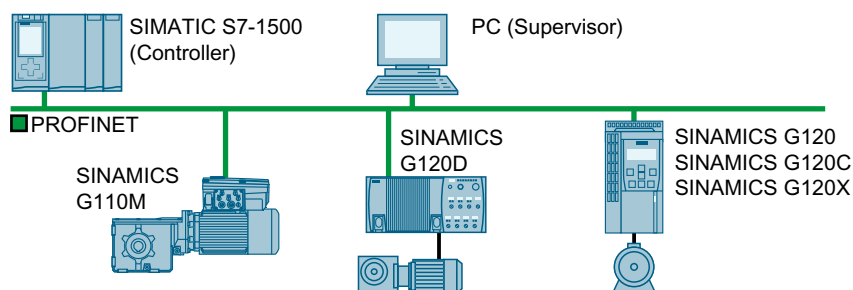 SIMATIC S7-1500
(Controller)
PC (Supervisor)
PROFINET
SINAMICS
G110M
SINAMICS
G120D
SINAMICS G120
SINAMICS G120C
SINAMICS G120X